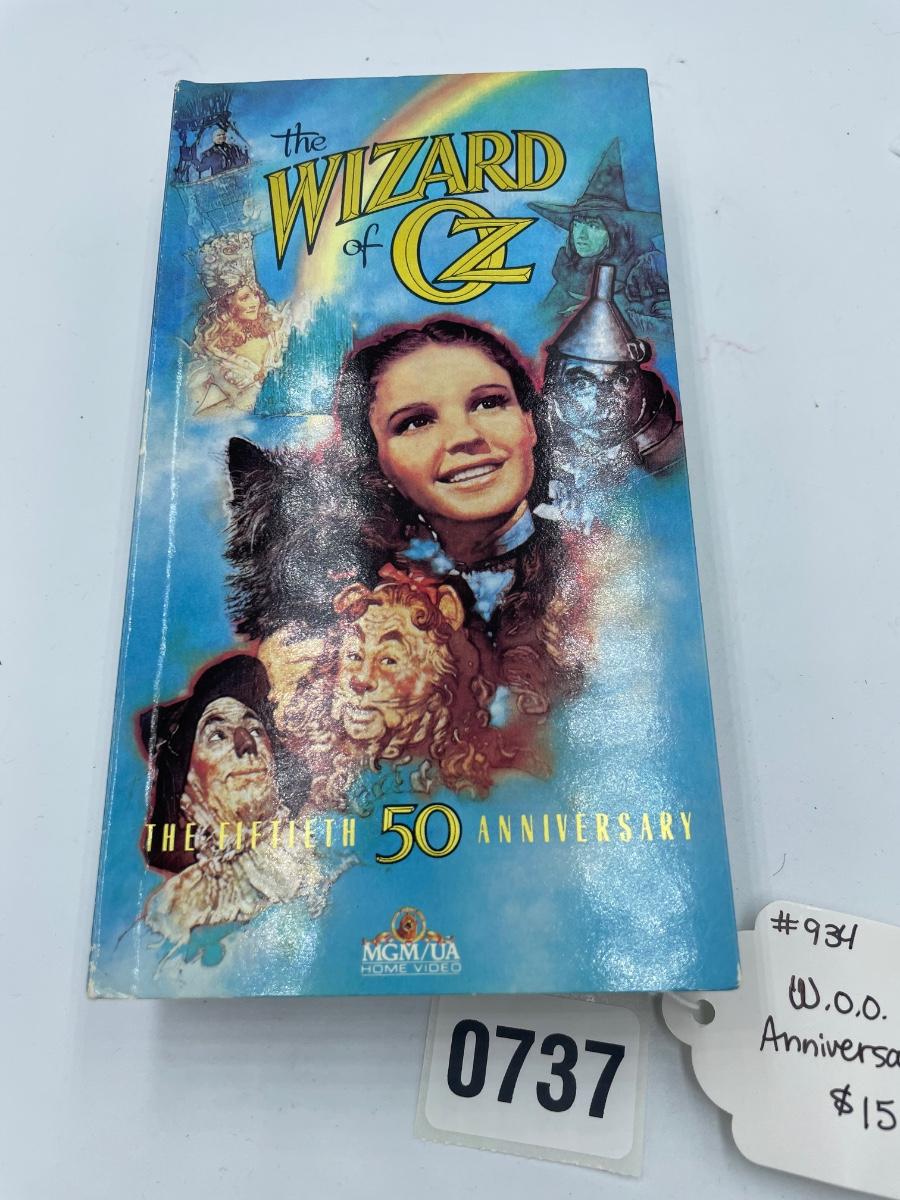 the
WIZARD
of OZ
THE FIFTIETH 50 ANNIVERSARY
MGM/UA
HOME VIDEO
0737
#934
W.O.O.
Anniversa
$15